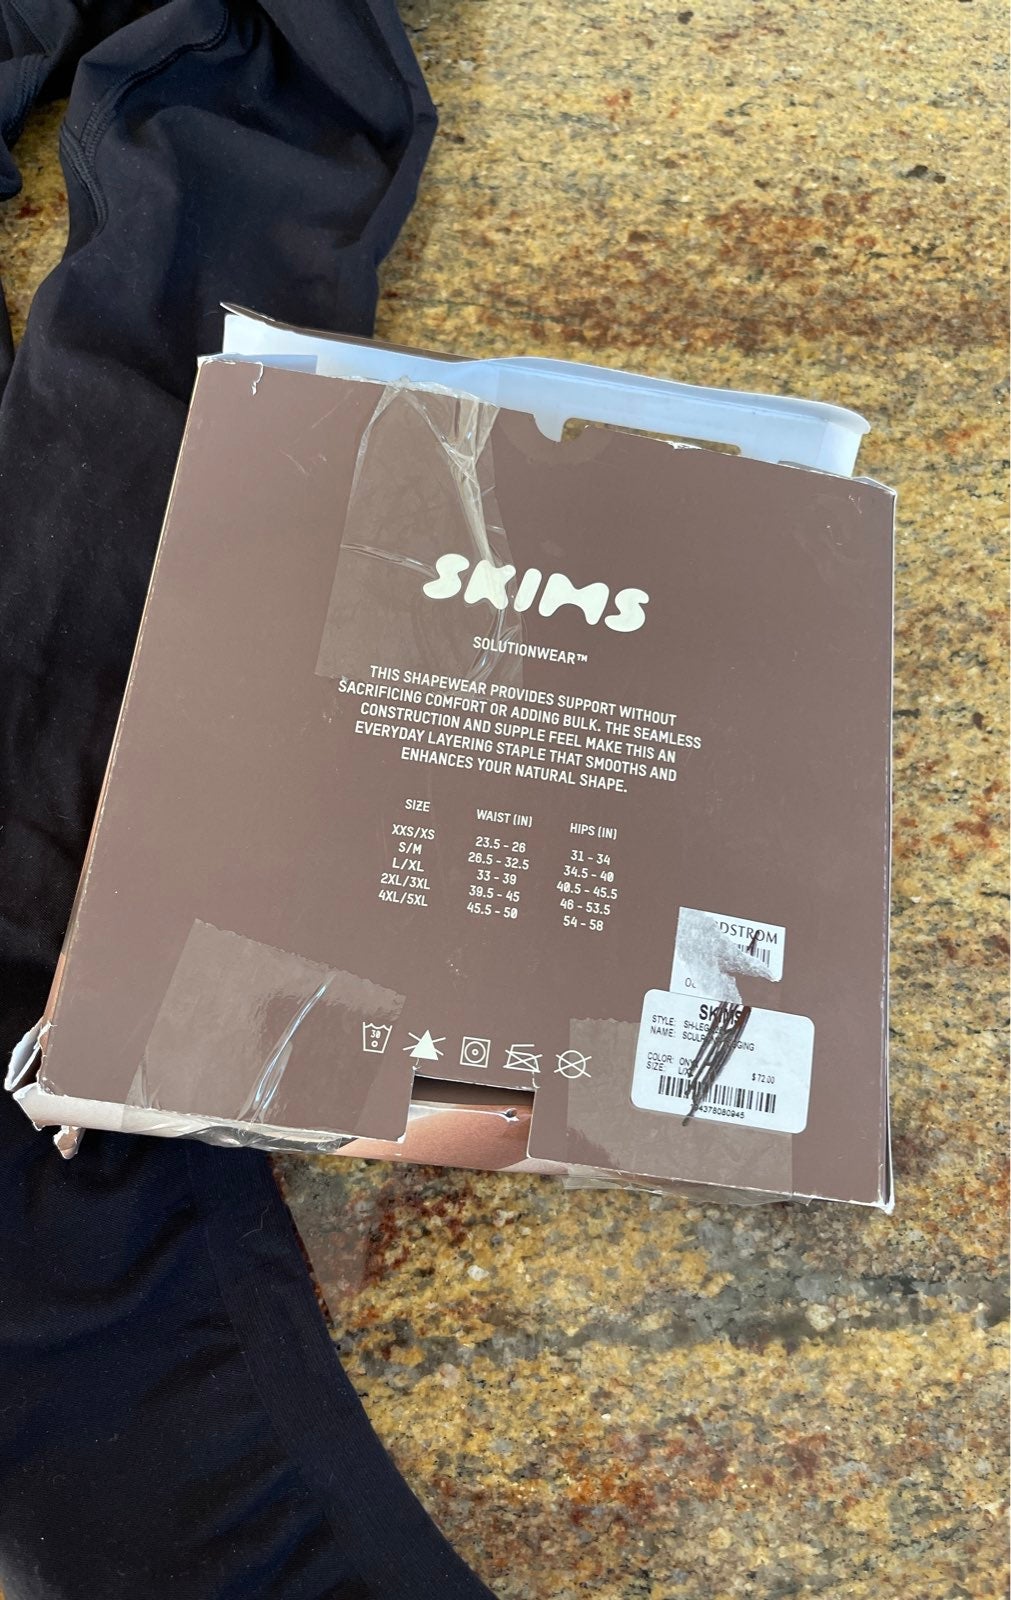 SKIMS
SOLUTIONWEAR™
THIS SHAPEWEAR PROVIDES SUPPORT WITHOUT
SACRIFICING COMFORT OR ADDING BULK. THE SEAMLESS
CONSTRUCTION AND SUPPLE FEEL MAKE THIS AN
EVERYDAY LAYERING STAPLE THAT SMOOTHS AND
ENHANCES YOUR NATURAL SHAPE.
SIZE WAIST (IN) HIPS (IN)
XXS/XS 23.5 - 26 31 - 34
S/M 26.5 - 32.5 34.5 - 40
L/XL 33 - 39 40.5 - 45.5
2XL/3XL 39.5 - 45 46 - 53.5
4XL/5XL 45.5 - 50 54 - 58
DSTROM
30
SKIMS
STYLE:
NAME:
COLOR:
SIZE:
$72.00